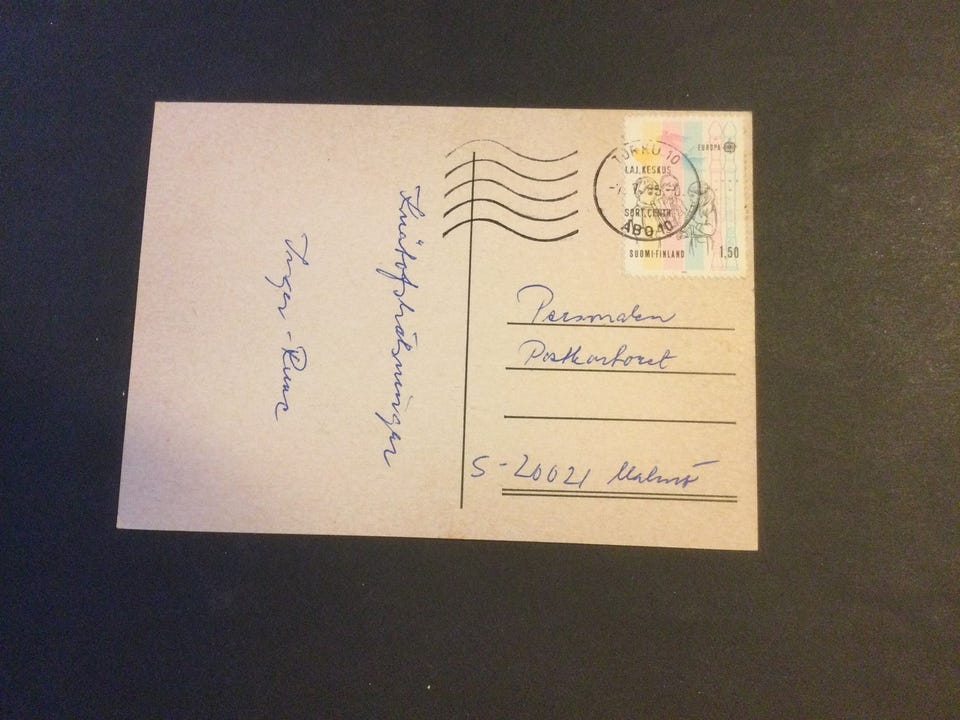 Knätofshälsningar
Inger-Rune
TURKU 10
LAJ. KESKUS
SORT. CENTR
ÅBO 10
EUROPA
SUOMI-FINLAND
1,50
Personalen
Postkontoret
S-20021 Malmö